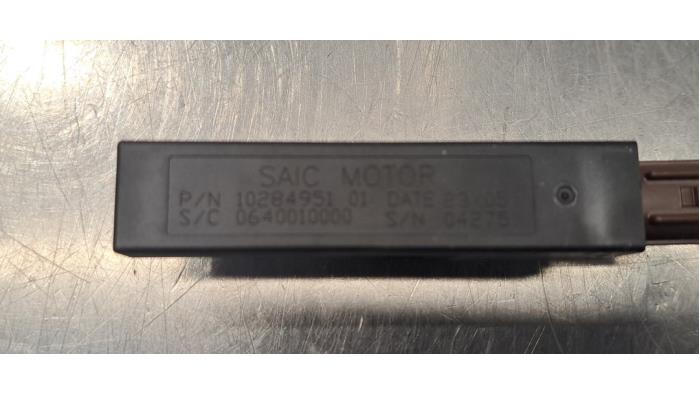 SAIC MOTOR
P/N 10284951 01 DATE 23.05
S/C 0640010000 S/N 04275